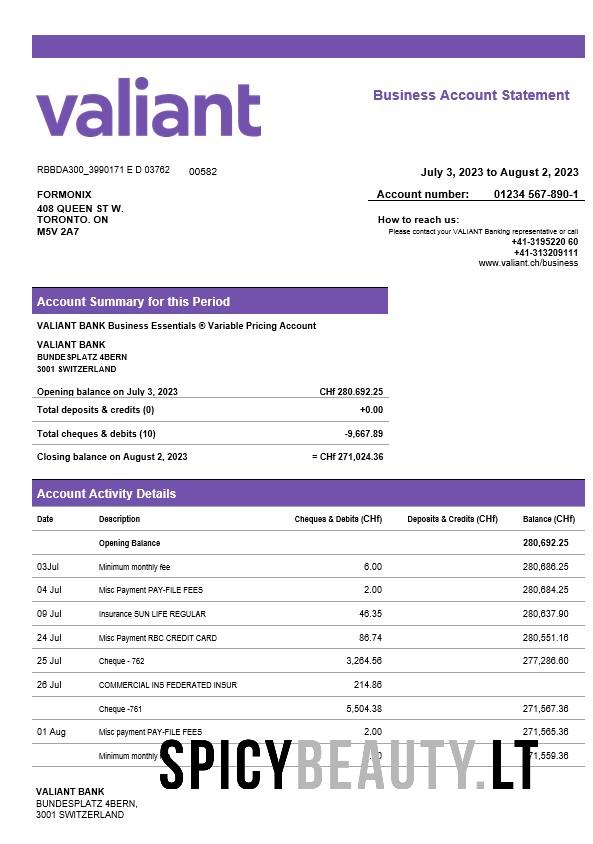 valiant
Business Account Statement
RBBDA300_3990171 E D 03762 00582
July 3, 2023 to August 2, 2023
FORMONIX
408 QUEEN ST W.
TORONTO. ON
M5V 2A7
Account number: 01234 567-890-1
How to reach us:
Please contact your VALIANT Banking representative or call
+41-3195220 60
+41-313209111
www.valiant.ch/business
Account Summary for this Period
VALIANT BANK Business Essentials ® Variable Pricing Account
VALIANT BANK
BUNDESPLATZ 4BERN
3001 SWITZERLAND
Opening balance on July 3, 2023 CHf 280.692.25
Total deposits & credits (0) +0.00
Total cheques & debits (10) -9,667.89
Closing balance on August 2, 2023 = CHf 271,024.36
Account Activity Details
Date Description Cheques & Debits (CHf) Deposits & Credits (CHf) Balance (CHf)
Opening Balance 280,692.25
03Jul Minimum monthly fee 6.00 280,686.25
04 Jul Misc Payment PAY-FILE FEES 2.00 280,684.25
09 Jul Insurance SUN LIFE REGULAR 46.35 280,637.90
24 Jul Misc Payment RBC CREDIT CARD 86.74 280,551.16
25 Jul Cheque - 762 3,264.56 277,286.60
26 Jul COMMERCIAL INS FEDERATED INSUR 214.86
Cheque -761 5,504.38 271,567.36
01 Aug Misc payment PAY-FILE FEES 2.00 271,565.36
Minimum monthly
SPICYBEAUTY.LT
VALIANT BANK
BUNDESPLATZ 4BERN,
3001 SWITZERLAND